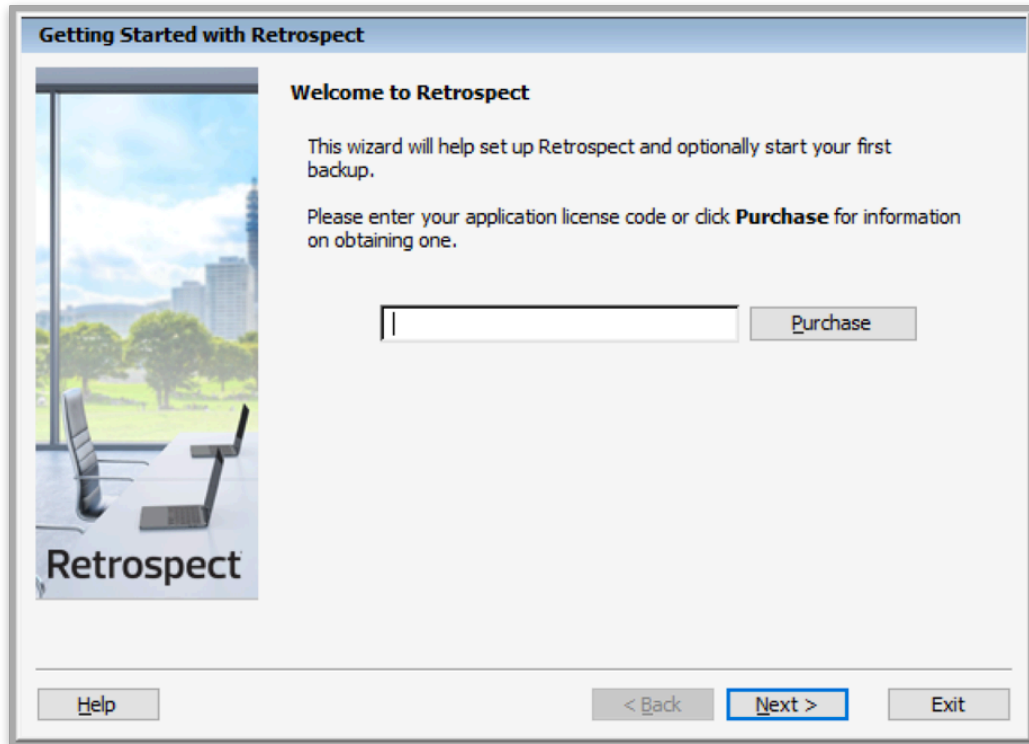 Getting Started with Retrospect
Welcome to Retrospect
This wizard will help set up Retrospect and optionally start your first
backup.
Please enter your application license code or click Purchase for information
on obtaining one.
Purchase
Retrospect
Help
< Back
Next >
Exit